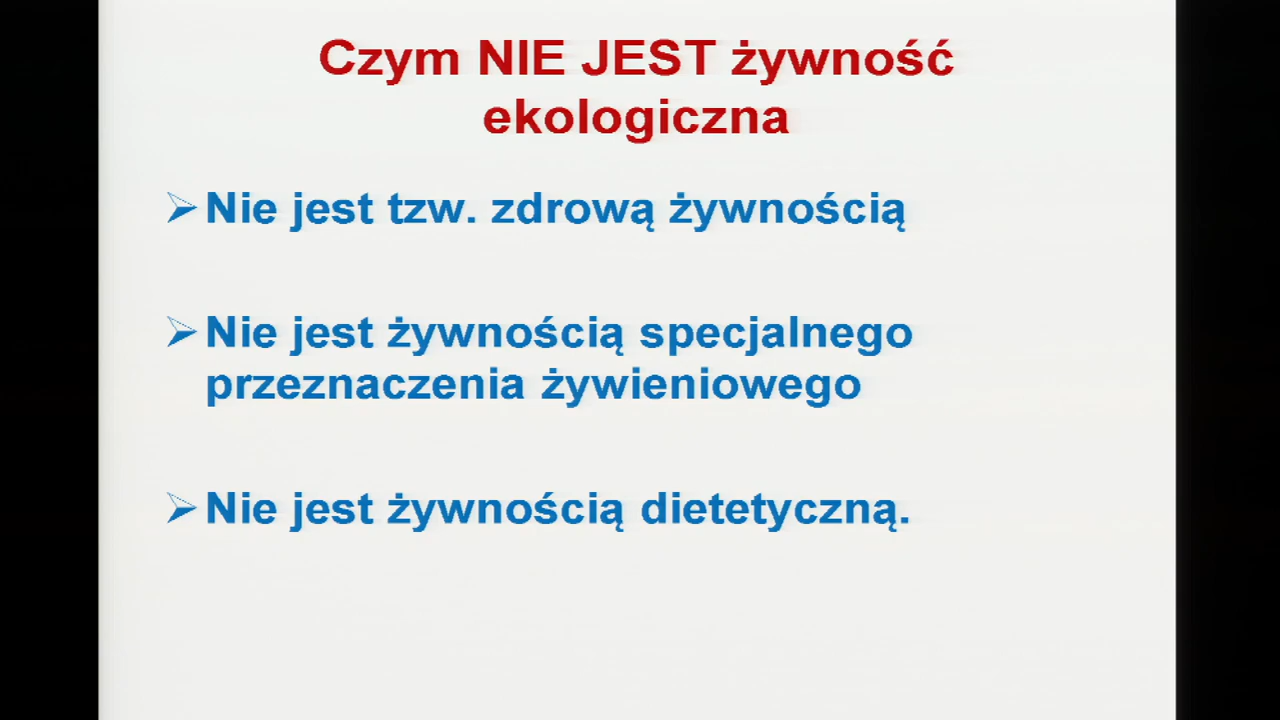 Czym NIE JEST żywność
ekologiczna
Nie jest tzw. zdrową żywnością
Nie jest żywnością specjalnego
przeznaczenia żywieniowego
Nie jest żywnością dietetyczną.